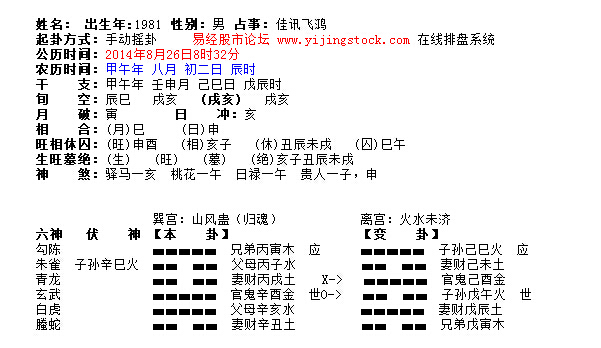 姓名： 出生年:1981 性别： 男 占事： 佳讯飞鸿
起卦方式：手动摇卦 易经股市论坛 www.yijingstock.com 在线排盘系统
公历时间：2014年8月26日8时32分
农历时间：甲午年 八月 初二日 辰时
干 支：甲午年 壬申月 己巳日 戊辰时
旬 空：辰巳 戌亥 (戌亥) 戌亥
月 破：寅 日 冲：亥
相 合：(月)巳 (日)申
旺相休囚：(旺)申酉 (相)亥子 (休)丑辰未戌 (囚)巳午
生旺墓绝：(生) (旺) (墓) (绝)亥子丑辰未戌
神 煞：驿马—亥 桃花—午 日禄—午 贵人—子，申
巽宫：山风蛊（归魂） 离宫：火水未济
六神 伏 神 【本 卦】 【变 卦】
勾陈 兄弟丙寅木 应 子孙己巳火 应
朱雀 子孙辛巳火 父母丙子水 妻财己未土
青龙 妻财丙戌土 X-> 官鬼己酉金
玄武 官鬼辛酉金 世O-> 子孙戊午火 世
白虎 父母辛亥水 妻财戊辰土
螣蛇 妻财辛丑土 兄弟戊寅木